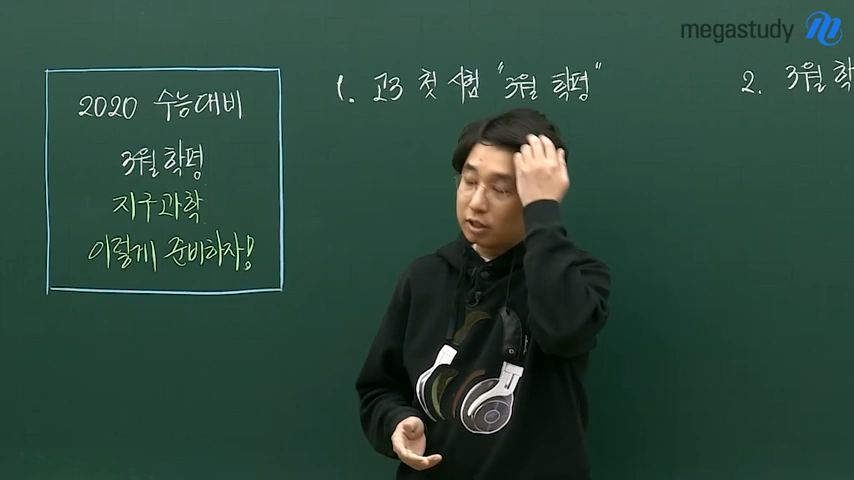 megastudy
2020 수능대비
3월 학평
지구과학
이렇게 준비하자!
1. 고3 첫 시험 "3월 학평"
2. 3월 학